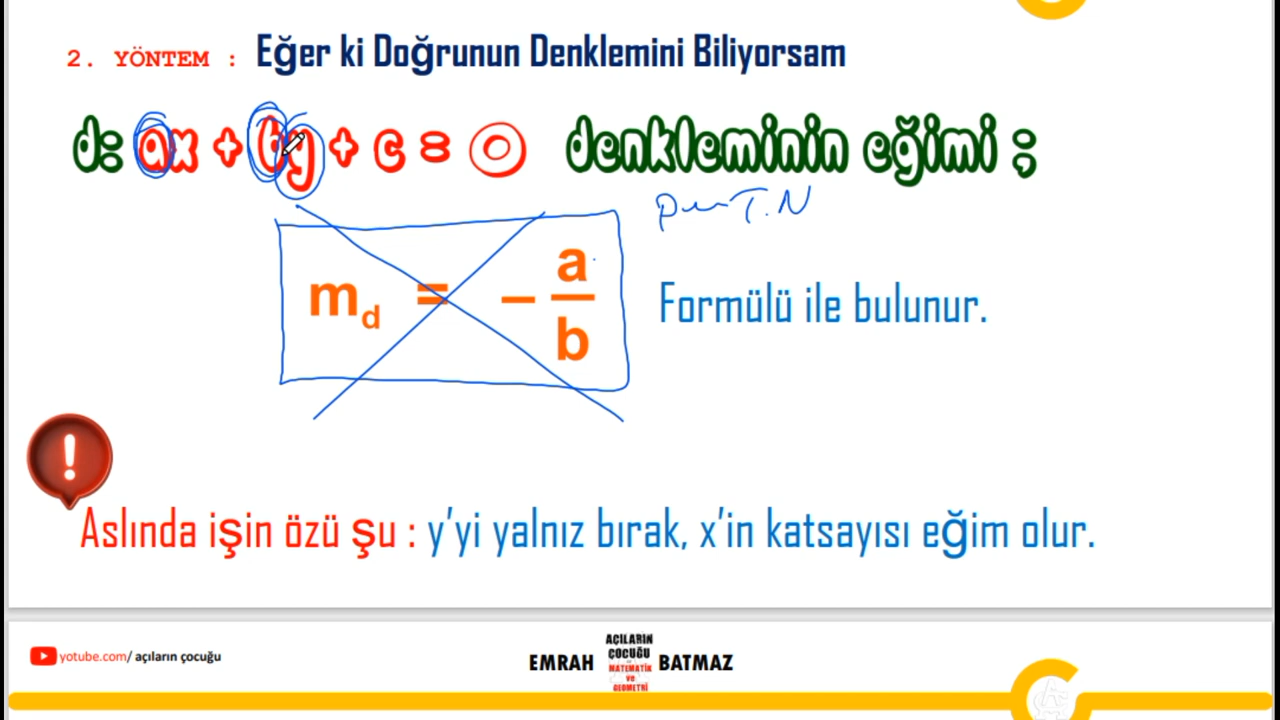 2. YÖNTEM : Eğer ki Doğrunun Denklemini Biliyorsam
d: ax + by + c = 0 denkleminin eğimi ;
T.N
m_d = - a/b
Formülü ile bulunur.
!
Aslında işin özü şu : y'yi yalnız bırak, x'in katsayısı eğim olur.
yotube.com/ açıların çocuğu
EMRAH
AÇILARIN
ÇOCUĞU
MATEMATİK
ve
GEOMETRİ
BATMAZ